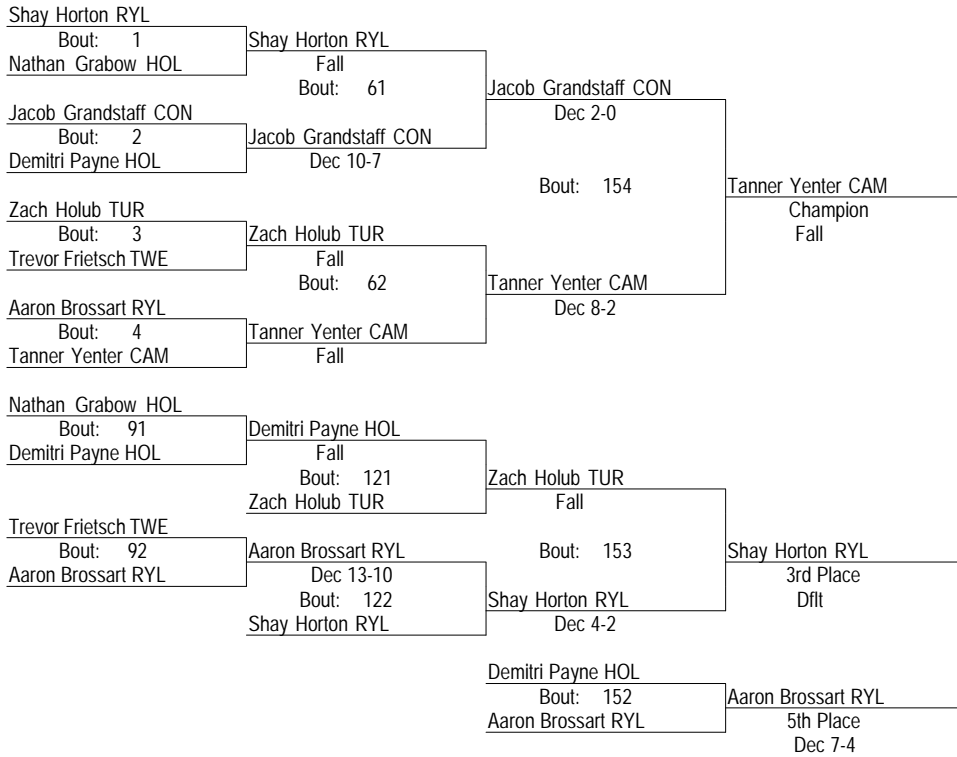 Shay Horton RYL
Bout: 1
Shay Horton RYL
Nathan Grabow HOL
Fall
Bout: 61
Jacob Grandstaff CON
Jacob Grandstaff CON
Dec 2-0
Bout: 2
Jacob Grandstaff CON
Demitri Payne HOL
Dec 10-7
Bout: 154
Tanner Yenter CAM
Zach Holub TUR
Champion
Bout: 3
Zach Holub TUR
Fall
Trevor Frietsch TWE
Fall
Bout: 62
Tanner Yenter CAM
Aaron Brossart RYL
Dec 8-2
Bout: 4
Tanner Yenter CAM
Tanner Yenter CAM
Fall
Nathan Grabow HOL
Bout: 91
Demitri Payne HOL
Demitri Payne HOL
Fall
Bout: 121
Zach Holub TUR
Zach Holub TUR
Fall
Trevor Frietsch TWE
Bout: 92
Aaron Brossart RYL
Bout: 153
Shay Horton RYL
Aaron Brossart RYL
Dec 13-10
3rd Place
Bout: 122
Shay Horton RYL
Dflt
Shay Horton RYL
Dec 4-2
Demitri Payne HOL
Bout: 152
Aaron Brossart RYL
Aaron Brossart RYL
5th Place
Dec 7-4